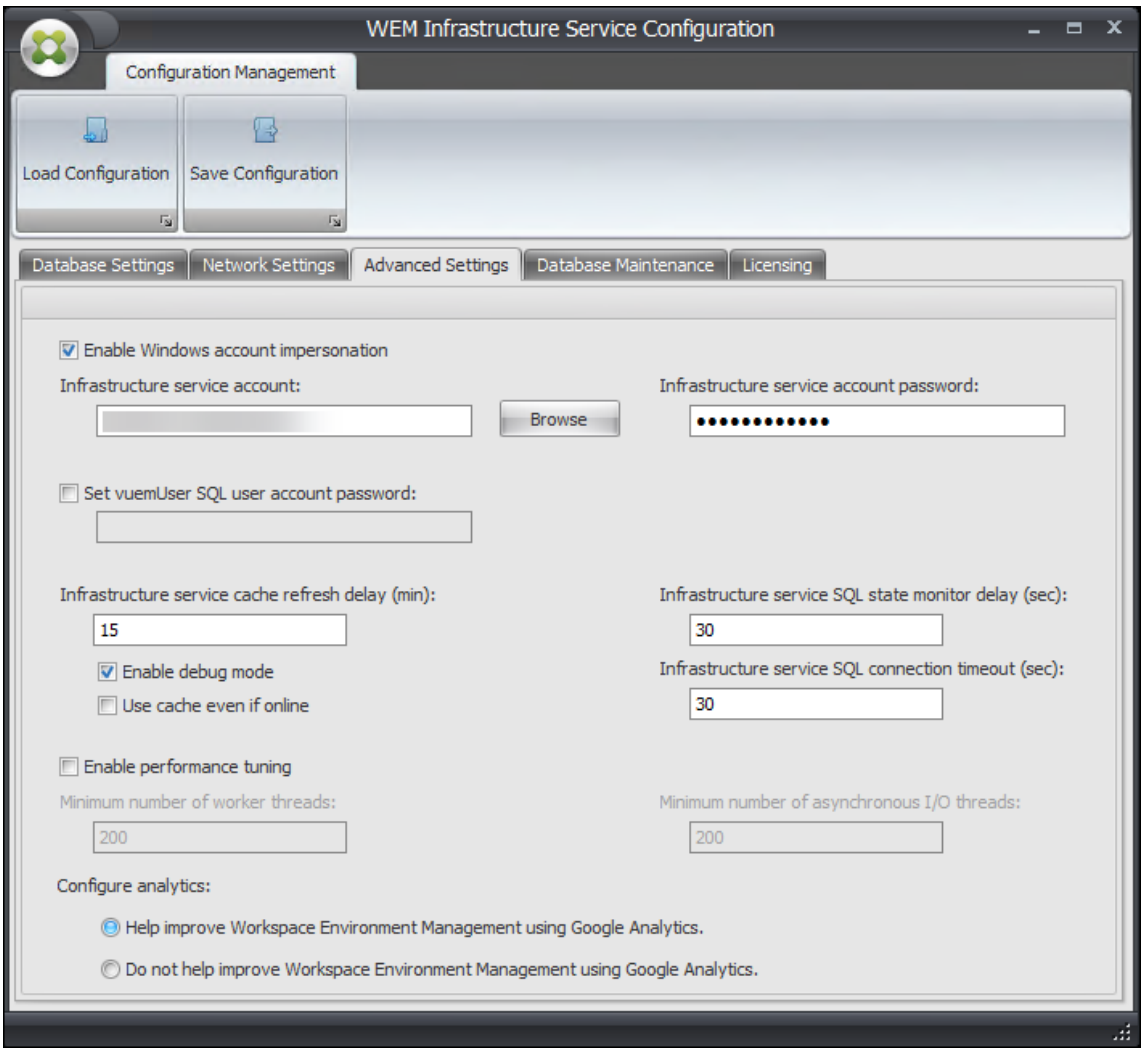 WEM Infrastructure Service Configuration
Configuration Management
Load Configuration
Save Configuration
Database Settings
Network Settings
Advanced Settings
Database Maintenance
Licensing
Enable Windows account impersonation
Infrastructure service account:
Infrastructure service account password:
Browse
••••••••••••
Set vuemUser SQL user account password:
Infrastructure service cache refresh delay (min):
Infrastructure service SQL state monitor delay (sec):
15
30
Enable debug mode
Infrastructure service SQL connection timeout (sec):
Use cache even if online
30
Enable performance tuning
Minimum number of worker threads:
Minimum number of asynchronous I/O threads:
200
200
Configure analytics:
Help improve Workspace Environment Management using Google Analytics.
Do not help improve Workspace Environment Management using Google Analytics.